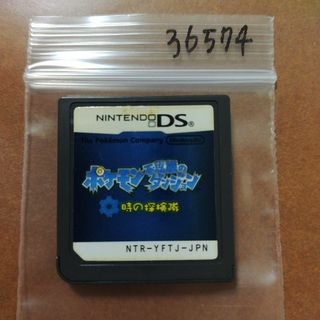 36574
NINTENDO DS®
The Pokémon Company Nintendo
ポケモン不思議のダンジョン
時の探検隊
NTR-YFTJ-JPN